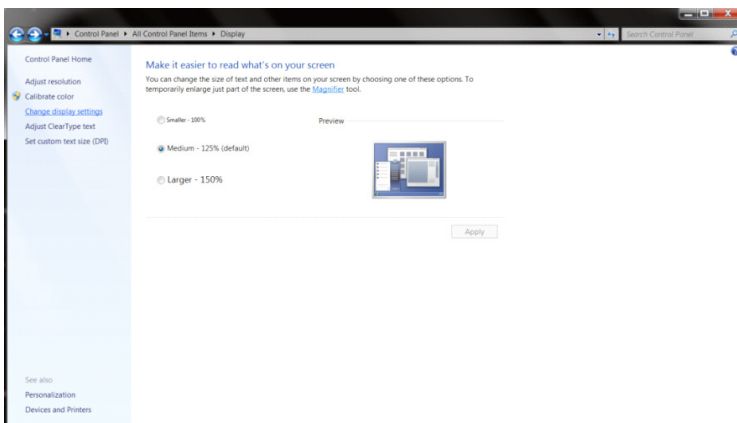 Control Panel ▸ All Control Panel Items ▸ Display
Search Control Panel
Control Panel Home
Adjust resolution
Calibrate color
Change display settings
Adjust ClearType text
Set custom text size (DPI)
See also
Personalization
Devices and Printers
Make it easier to read what's on your screen
You can change the size of text and other items on your screen by choosing one of these options. To
temporarily enlarge just part of the screen, use the Magnifier tool.
Smaller - 100%
Preview
Medium - 125% (default)
Larger - 150%
Apply